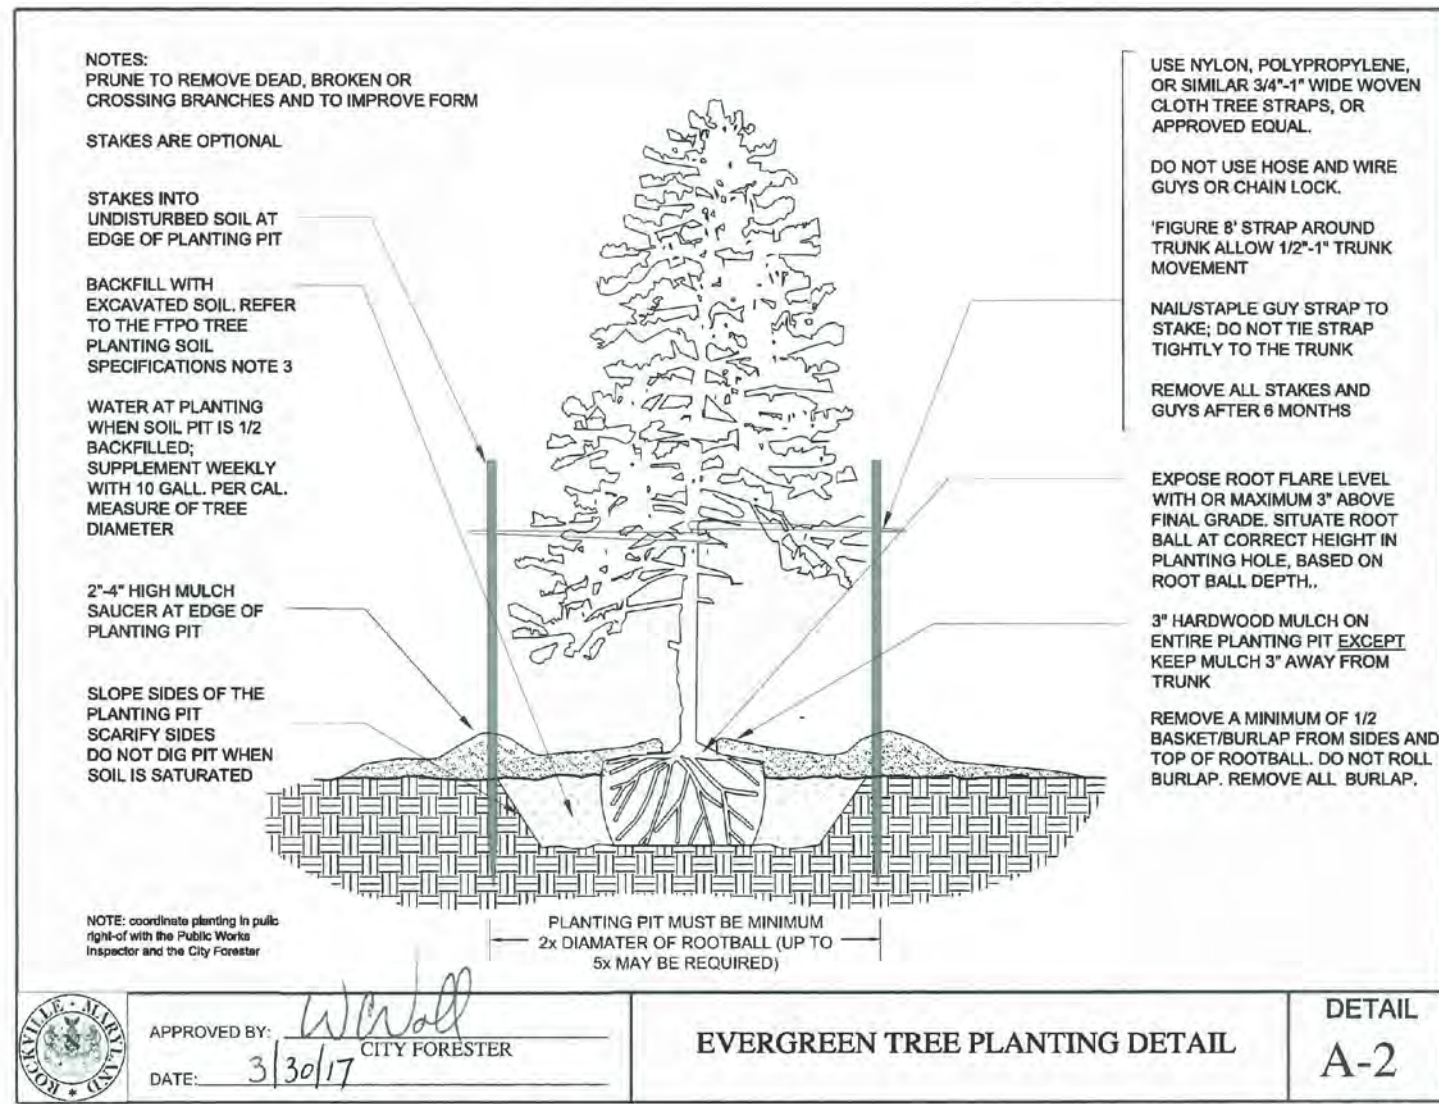 NOTES:
PRUNE TO REMOVE DEAD, BROKEN OR
CROSSING BRANCHES AND TO IMPROVE FORM
STAKES ARE OPTIONAL
STAKES INTO
UNDISTURBED SOIL AT
EDGE OF PLANTING PIT
BACKFILL WITH
EXCAVATED SOIL. REFER
TO THE FTPO TREE
PLANTING SOIL
SPECIFICATIONS NOTE 3
WATER AT PLANTING
WHEN SOIL PIT IS 1/2
BACKFILLED;
SUPPLEMENT WEEKLY
WITH 10 GALL. PER CAL.
MEASURE OF TREE
DIAMETER
2"-4" HIGH MULCH
SAUCER AT EDGE OF
PLANTING PIT
SLOPE SIDES OF THE
PLANTING PIT
SCARIFY SIDES
DO NOT DIG PIT WHEN
SOIL IS SATURATED
USE NYLON, POLYPROPYLENE,
OR SIMILAR 3/4"-1" WIDE WOVEN
CLOTH TREE STRAPS, OR
APPROVED EQUAL.
DO NOT USE HOSE AND WIRE
GUYS OR CHAIN LOCK.
'FIGURE 8' STRAP AROUND
TRUNK ALLOW 1/2"-1" TRUNK
MOVEMENT
NAIL/STAPLE GUY STRAP TO
STAKE; DO NOT TIE STRAP
TIGHTLY TO THE TRUNK
REMOVE ALL STAKES AND
GUYS AFTER 6 MONTHS
EXPOSE ROOT FLARE LEVEL
WITH OR MAXIMUM 3" ABOVE
FINAL GRADE. SITUATE ROOT
BALL AT CORRECT HEIGHT IN
PLANTING HOLE, BASED ON
ROOT BALL DEPTH..
3" HARDWOOD MULCH ON
ENTIRE PLANTING PIT EXCEPT
KEEP MULCH 3" AWAY FROM
TRUNK
REMOVE A MINIMUM OF 1/2
BASKET/BURLAP FROM SIDES AND
TOP OF ROOTBALL. DO NOT ROLL
BURLAP. REMOVE ALL BURLAP.
NOTE: coordinate planting in pulic
right-of with the Public Works
Inspector and the City Forester
PLANTING PIT MUST BE MINIMUM
2x DIAMATER OF ROOTBALL (UP TO
5x MAY BE REQUIRED)
ROCKVILLE · MARYLAND
APPROVED BY:
CITY FORESTER
DATE: 3/30/17
EVERGREEN TREE PLANTING DETAIL
DETAIL
A-2